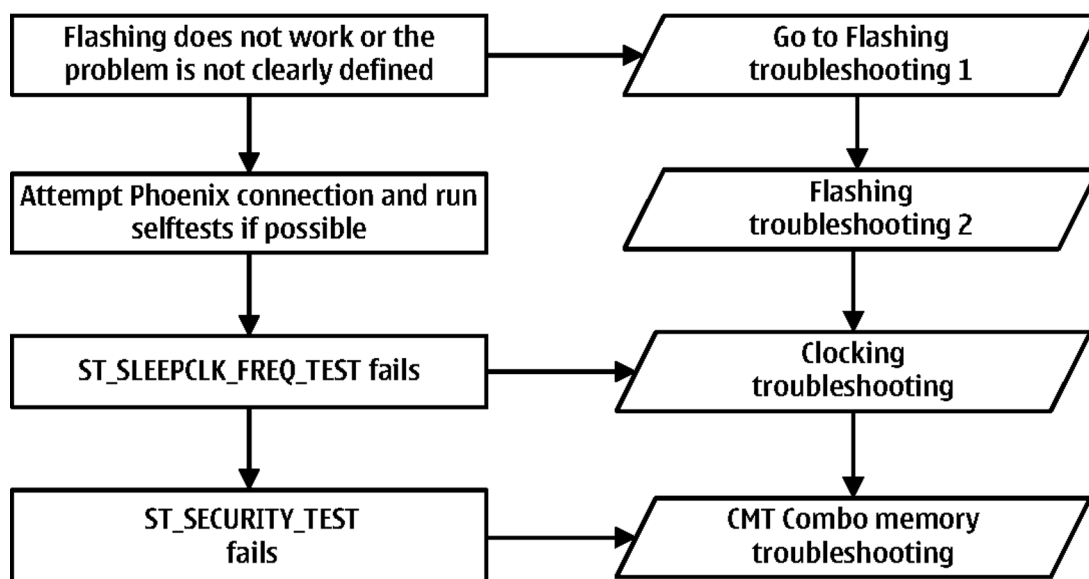 Flashing does not work or the
problem is not clearly defined
Go to Flashing
troubleshooting 1
Attempt Phoenix connection and run
selftests if possible
Flashing
troubleshooting 2
ST_SLEEPCLK_FREQ_TEST fails
Clocking
troubleshooting
ST_SECURITY_TEST
fails
CMT Combo memory
troubleshooting